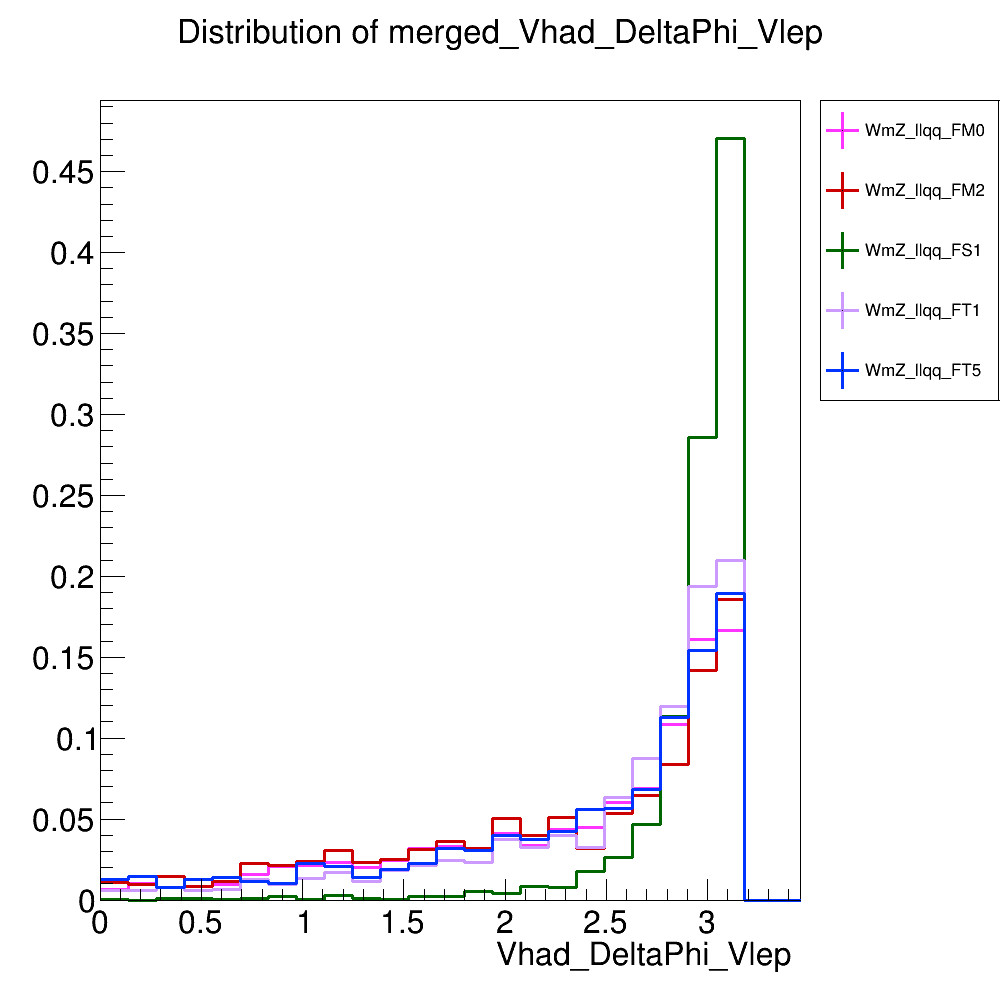 Distribution of merged_Vhad_DeltaPhi_Vlep
WmZ_llqq_FM0
WmZ_llqq_FM2
WmZ_llqq_FS1
WmZ_llqq_FT1
WmZ_llqq_FT5
0.45
0.4
0.35
0.3
0.25
0.2
0.15
0.1
0.05
0
0 0.5 1 1.5 2 2.5 3
Vhad_DeltaPhi_Vlep